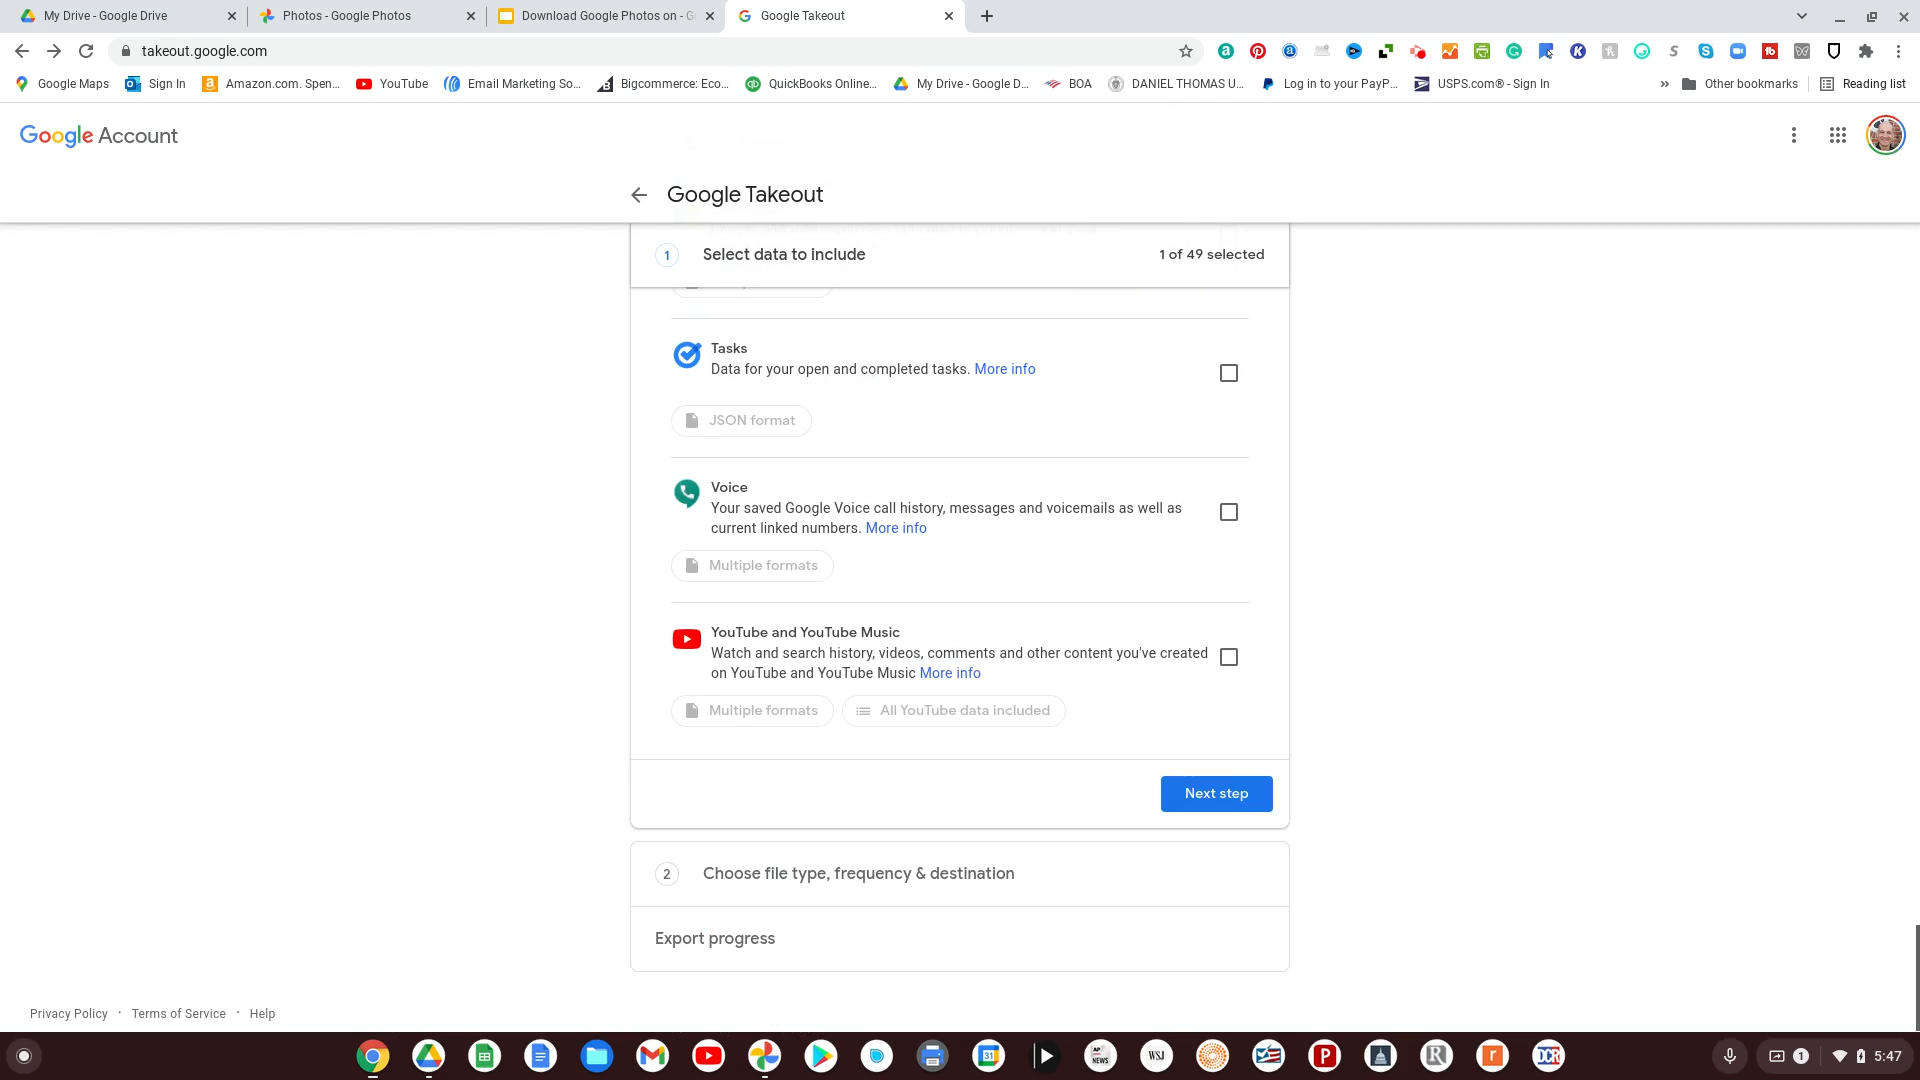 My Drive - Google Drive
Photos - Google Photos
Download Google Photos on - G
Google Takeout
takeout.google.com
Google Maps
Sign In
Amazon.com. Spen...
YouTube
Email Marketing So...
Bigcommerce: Eco...
QuickBooks Online...
My Drive - Google D...
BOA
DANIEL THOMAS U...
Log in to your PayP...
USPS.com® - Sign In
»
Other bookmarks
Reading list
Google Account
Google Takeout
1 Select data to include 1 of 49 selected
Tasks
Data for your open and completed tasks. More info
JSON format
Voice
Your saved Google Voice call history, messages and voicemails as well as
current linked numbers. More info
Multiple formats
YouTube and YouTube Music
Watch and search history, videos, comments and other content you've created
on YouTube and YouTube Music More info
Multiple formats
All YouTube data included
Next step
2 Choose file type, frequency & destination
Export progress
Privacy Policy · Terms of Service · Help
31
AP NEWS
WSJ
P
R
r
DCR
1
5:47